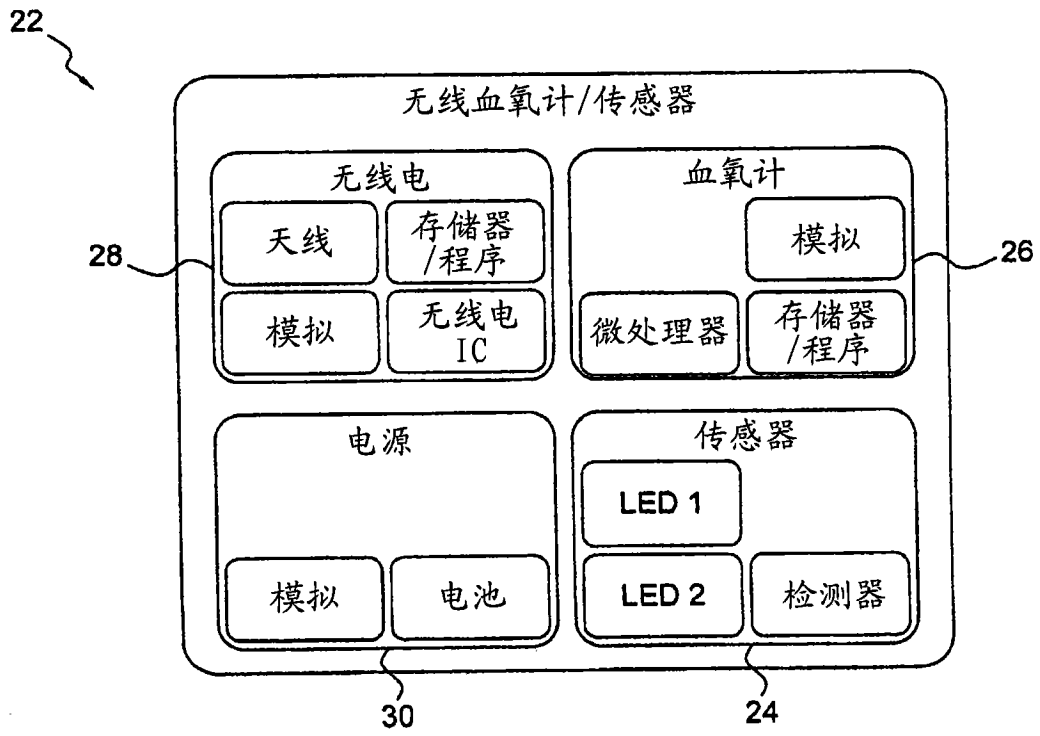 22
无线血氧计/传感器
无线电
天线
存储器
/程序
模拟
无线电
IC
28
血氧计
模拟
微处理器
存储器
/程序
26
电源
模拟
电池
30
传感器
LED 1
LED 2
检测器
24